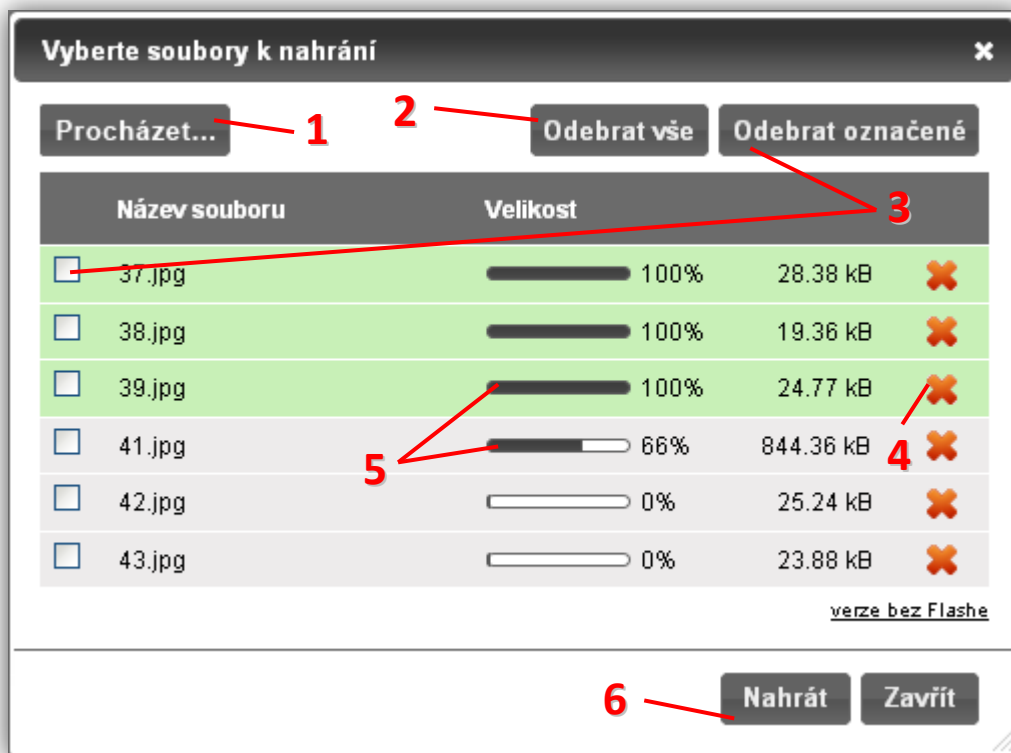 Vyberte soubory k nahrání
Procházet... 1 2 Odebrat vše Odebrat označené
Název souboru Velikost 3
37.jpg 100% 28.38 kB
38.jpg 100% 19.36 kB
39.jpg 100% 24.77 kB
41.jpg 5 66% 844.36 kB 4
42.jpg 0% 25.24 kB
43.jpg 0% 23.88 kB
verze bez Flashe
6 Nahrát Zavřít